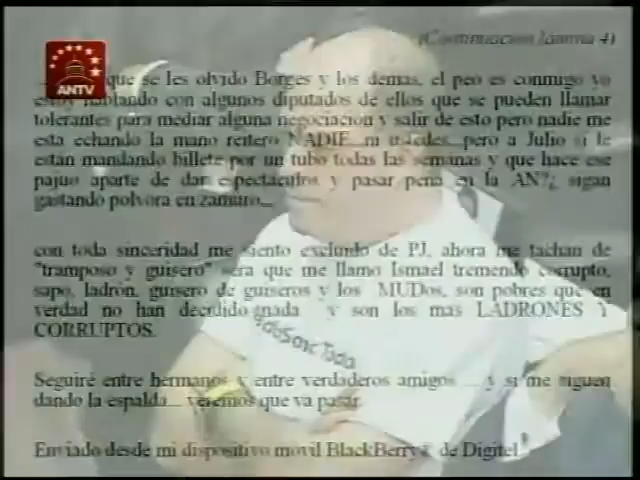 (Continuacion lamina 4)
ANTV
que se les olvido Borges y los demas, el peo es conmigo yo
estoy hablando con algunos diputados de ellos que se pueden llamar
tolerantes para mediar alguna negociacion y salir de esto pero nadie me
esta echando la mano reitero NADIE...ni ustedes...pero a Julio si le
estan mandando billete por un tubo todas las semanas y que hace ese
pajuo aparte de dar espectaculos y pasar pena en la AN?¿ sigan
gastando polvora en zamuro...
con toda sinceridad me siento excluido de PJ, ahora me tachan de
"tramposo y guisero" sera que me llamo Ismael tremendo corrupto,
sapo, ladrón, guisero de guiseros y los MUDos, son pobres que en
verdad no han decidido nada y son los mas LADRONES Y
CORRUPTOS.
Seguiré entre hermanos y entre verdaderos amigos ....y si me siguen
dando la espalda... veremos que va pasar
Enviado desde mi dispositivo movil BlackBerry® de Digitel.